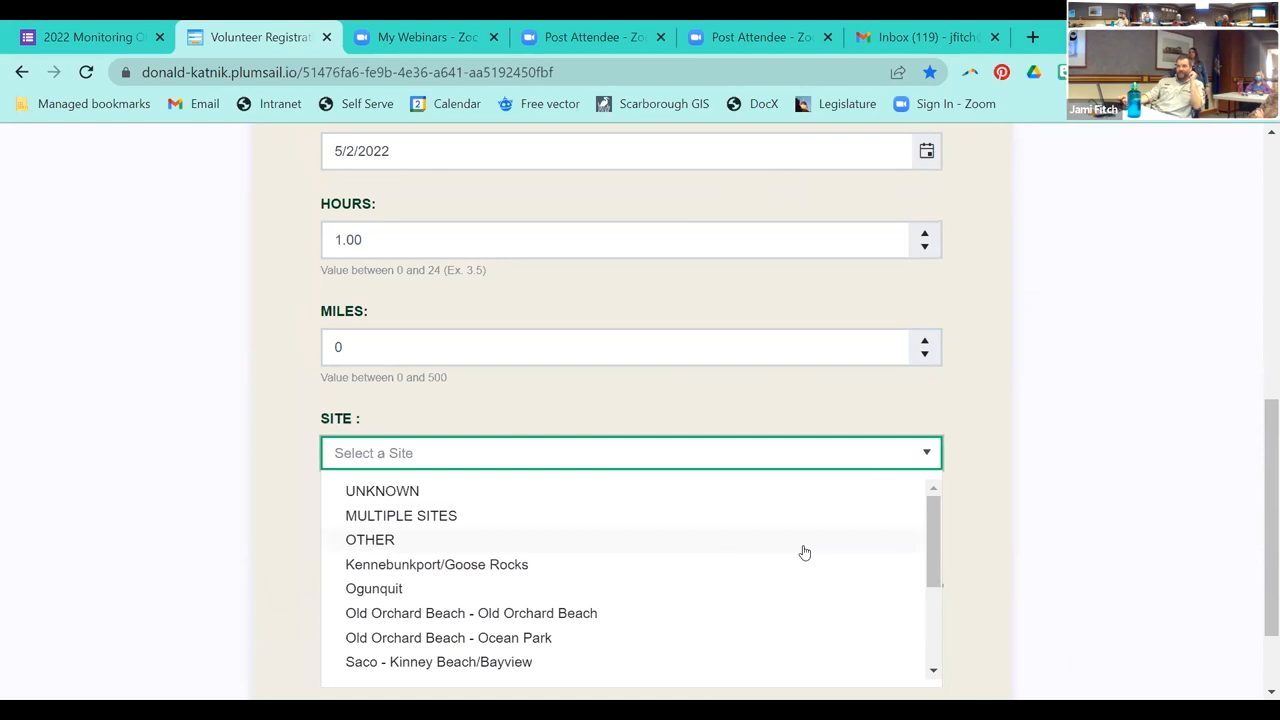 2022 Monitoring O
Volunteer Registrat
My Webinars - Zoo
Post Attendee - Zo
Post Attendee - Zo
Inbox (119) - jfitch@
donald-katnik.plumsail.io/51476fa6-fe9b-4e36-a641-aa5192450fbf
Managed bookmarks
Email
Intranet
Self Serve
2 Calendar
Free vector
Scarborough GIS
DocX
Legislature
Sign In - Zoom
Jami Fitch
5/2/2022
HOURS:
1.00
Value between 0 and 24 (Ex. 3.5)
MILES:
0
Value between 0 and 500
SITE :
Select a Site
UNKNOWN
MULTIPLE SITES
OTHER
Kennebunkport/Goose Rocks
Ogunquit
Old Orchard Beach - Old Orchard Beach
Old Orchard Beach - Ocean Park
Saco - Kinney Beach/Bayview